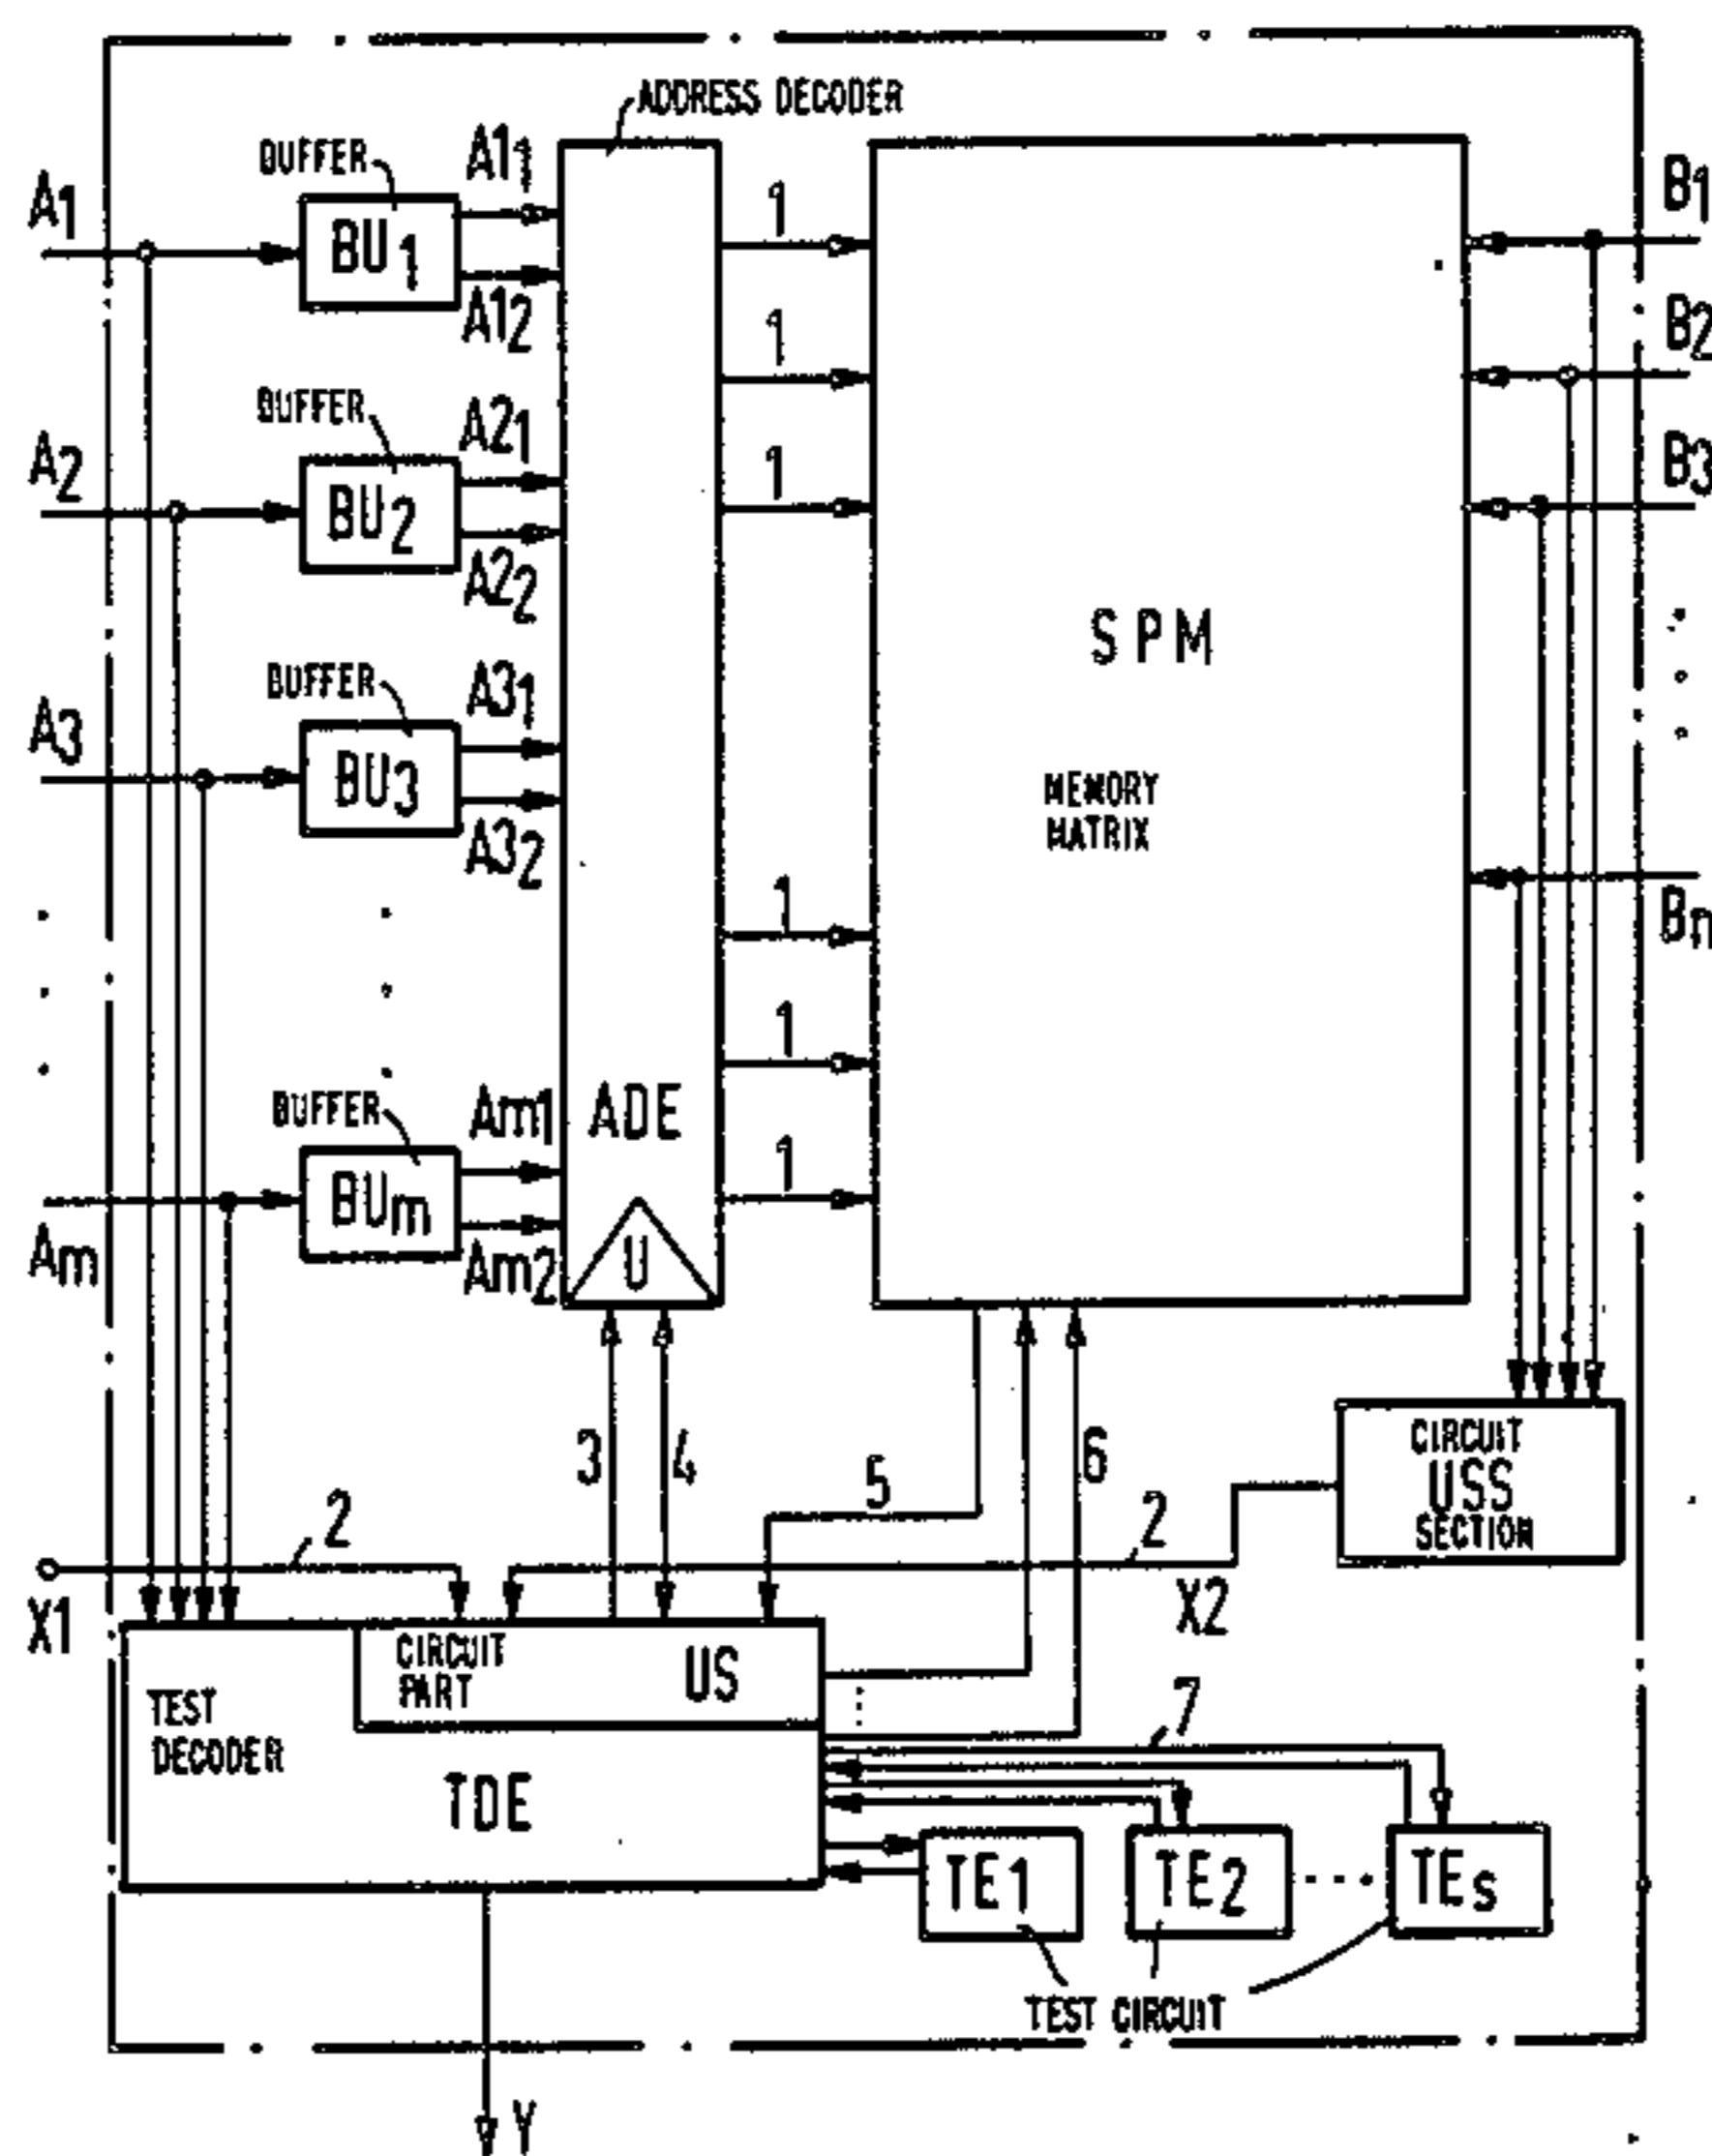 ADDRESS DECODER
BUFFER
A1
BU1
A11
A12
1
B1
1
B2
BUFFER
A2
BU2
A21
A22
1
B3
SPM
BUFFER
A3
BU3
A31
A32
MEMORY
MATRIX
1
Bn
1
BUFFER
Am
BUm
Am1
Am2
ADE
U
1
3
4
5
6
CIRCUIT
USS
SECTION
2
2
X1
X2
CIRCUIT
PART
US
TEST
DECODER
TDE
7
TE1
TE2
TEs
TEST CIRCUIT
Y